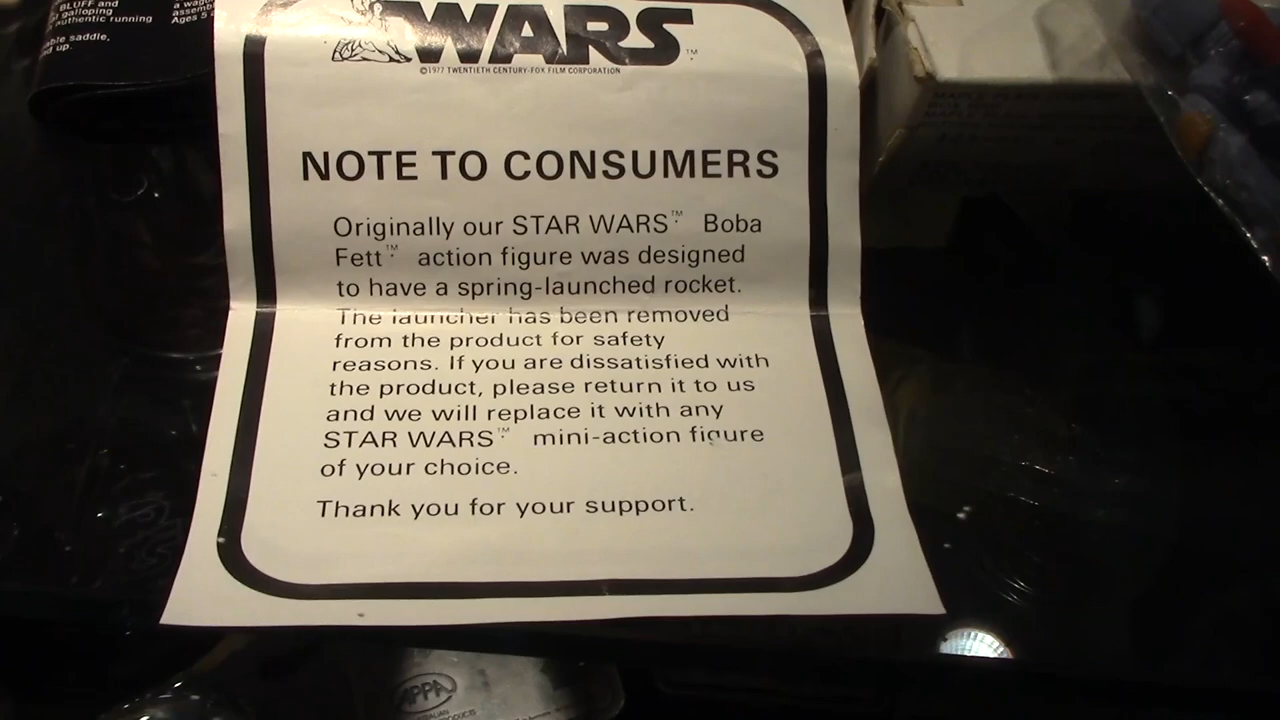 BLUFF and
galloping
authentic running
able saddle,
up.
Ages 5
WARS™
©1977 TWENTIETH CENTURY-FOX FILM CORPORATION
NOTE TO CONSUMERS
Originally our STAR WARS™ Boba
Fett™ action figure was designed
to have a spring-launched rocket.
The launcher has been removed
from the product for safety
reasons. If you are dissatisfied with
the product, please return it to us
and we will replace it with any
STAR WARS™ mini-action figure
of your choice.
Thank you for your support.
APPA